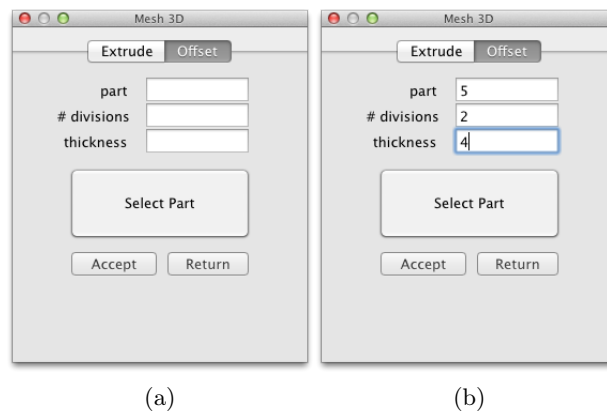 Mesh 3D
Extrude Offset
part
# divisions
thickness
Select Part
Accept Return
(a)
Mesh 3D
Extrude Offset
part 5
# divisions 2
thickness 4
Select Part
Accept Return
(b)